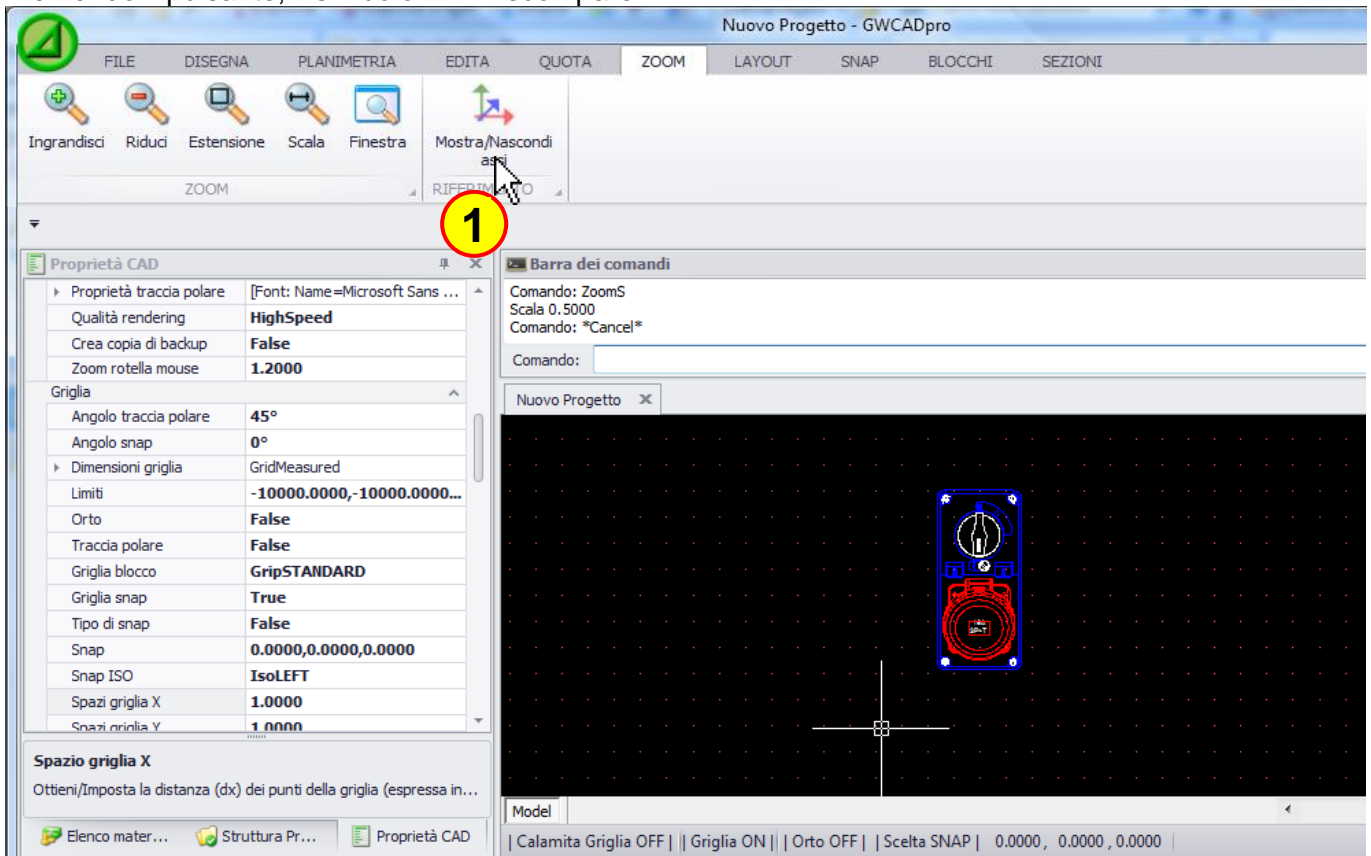 Nuovo Progetto - GWCADpro
FILE DISEGNA PLANIMETRIA EDITA QUOTA ZOOM LAYOUT SNAP BLOCCHI SEZIONI
Ingrandisci Riduci Estensione Scala Finestra Mostra/Nascondi
assi
ZOOM RIFERIMENTO
1
Proprietà CAD
Proprietà traccia polare [Font: Name=Microsoft Sans ...
Qualità rendering HighSpeed
Crea copia di backup False
Zoom rotella mouse 1.2000
Griglia
Angolo traccia polare 45°
Angolo snap 0°
Dimensioni griglia GridMeasured
Limiti -10000.0000,-10000.0000...
Orto False
Traccia polare False
Griglia blocco GripSTANDARD
Griglia snap True
Tipo di snap False
Snap 0.0000,0.0000,0.0000
Snap ISO IsoLEFT
Spazi griglia X 1.0000
Spazi griglia Y 1.0000
Spazio griglia X
Ottieni/Imposta la distanza (dx) dei punti della griglia (espressa in...
Elenco mater... Struttura Pr... Proprietà CAD
Barra dei comandi
Comando: ZoomS
Scala 0.5000
Comando: *Cancel*
Comando:
Nuovo Progetto
Model
| Calamita Griglia OFF | | Griglia ON | | Orto OFF | | Scelta SNAP | 0.0000 , 0.0000 , 0.0000